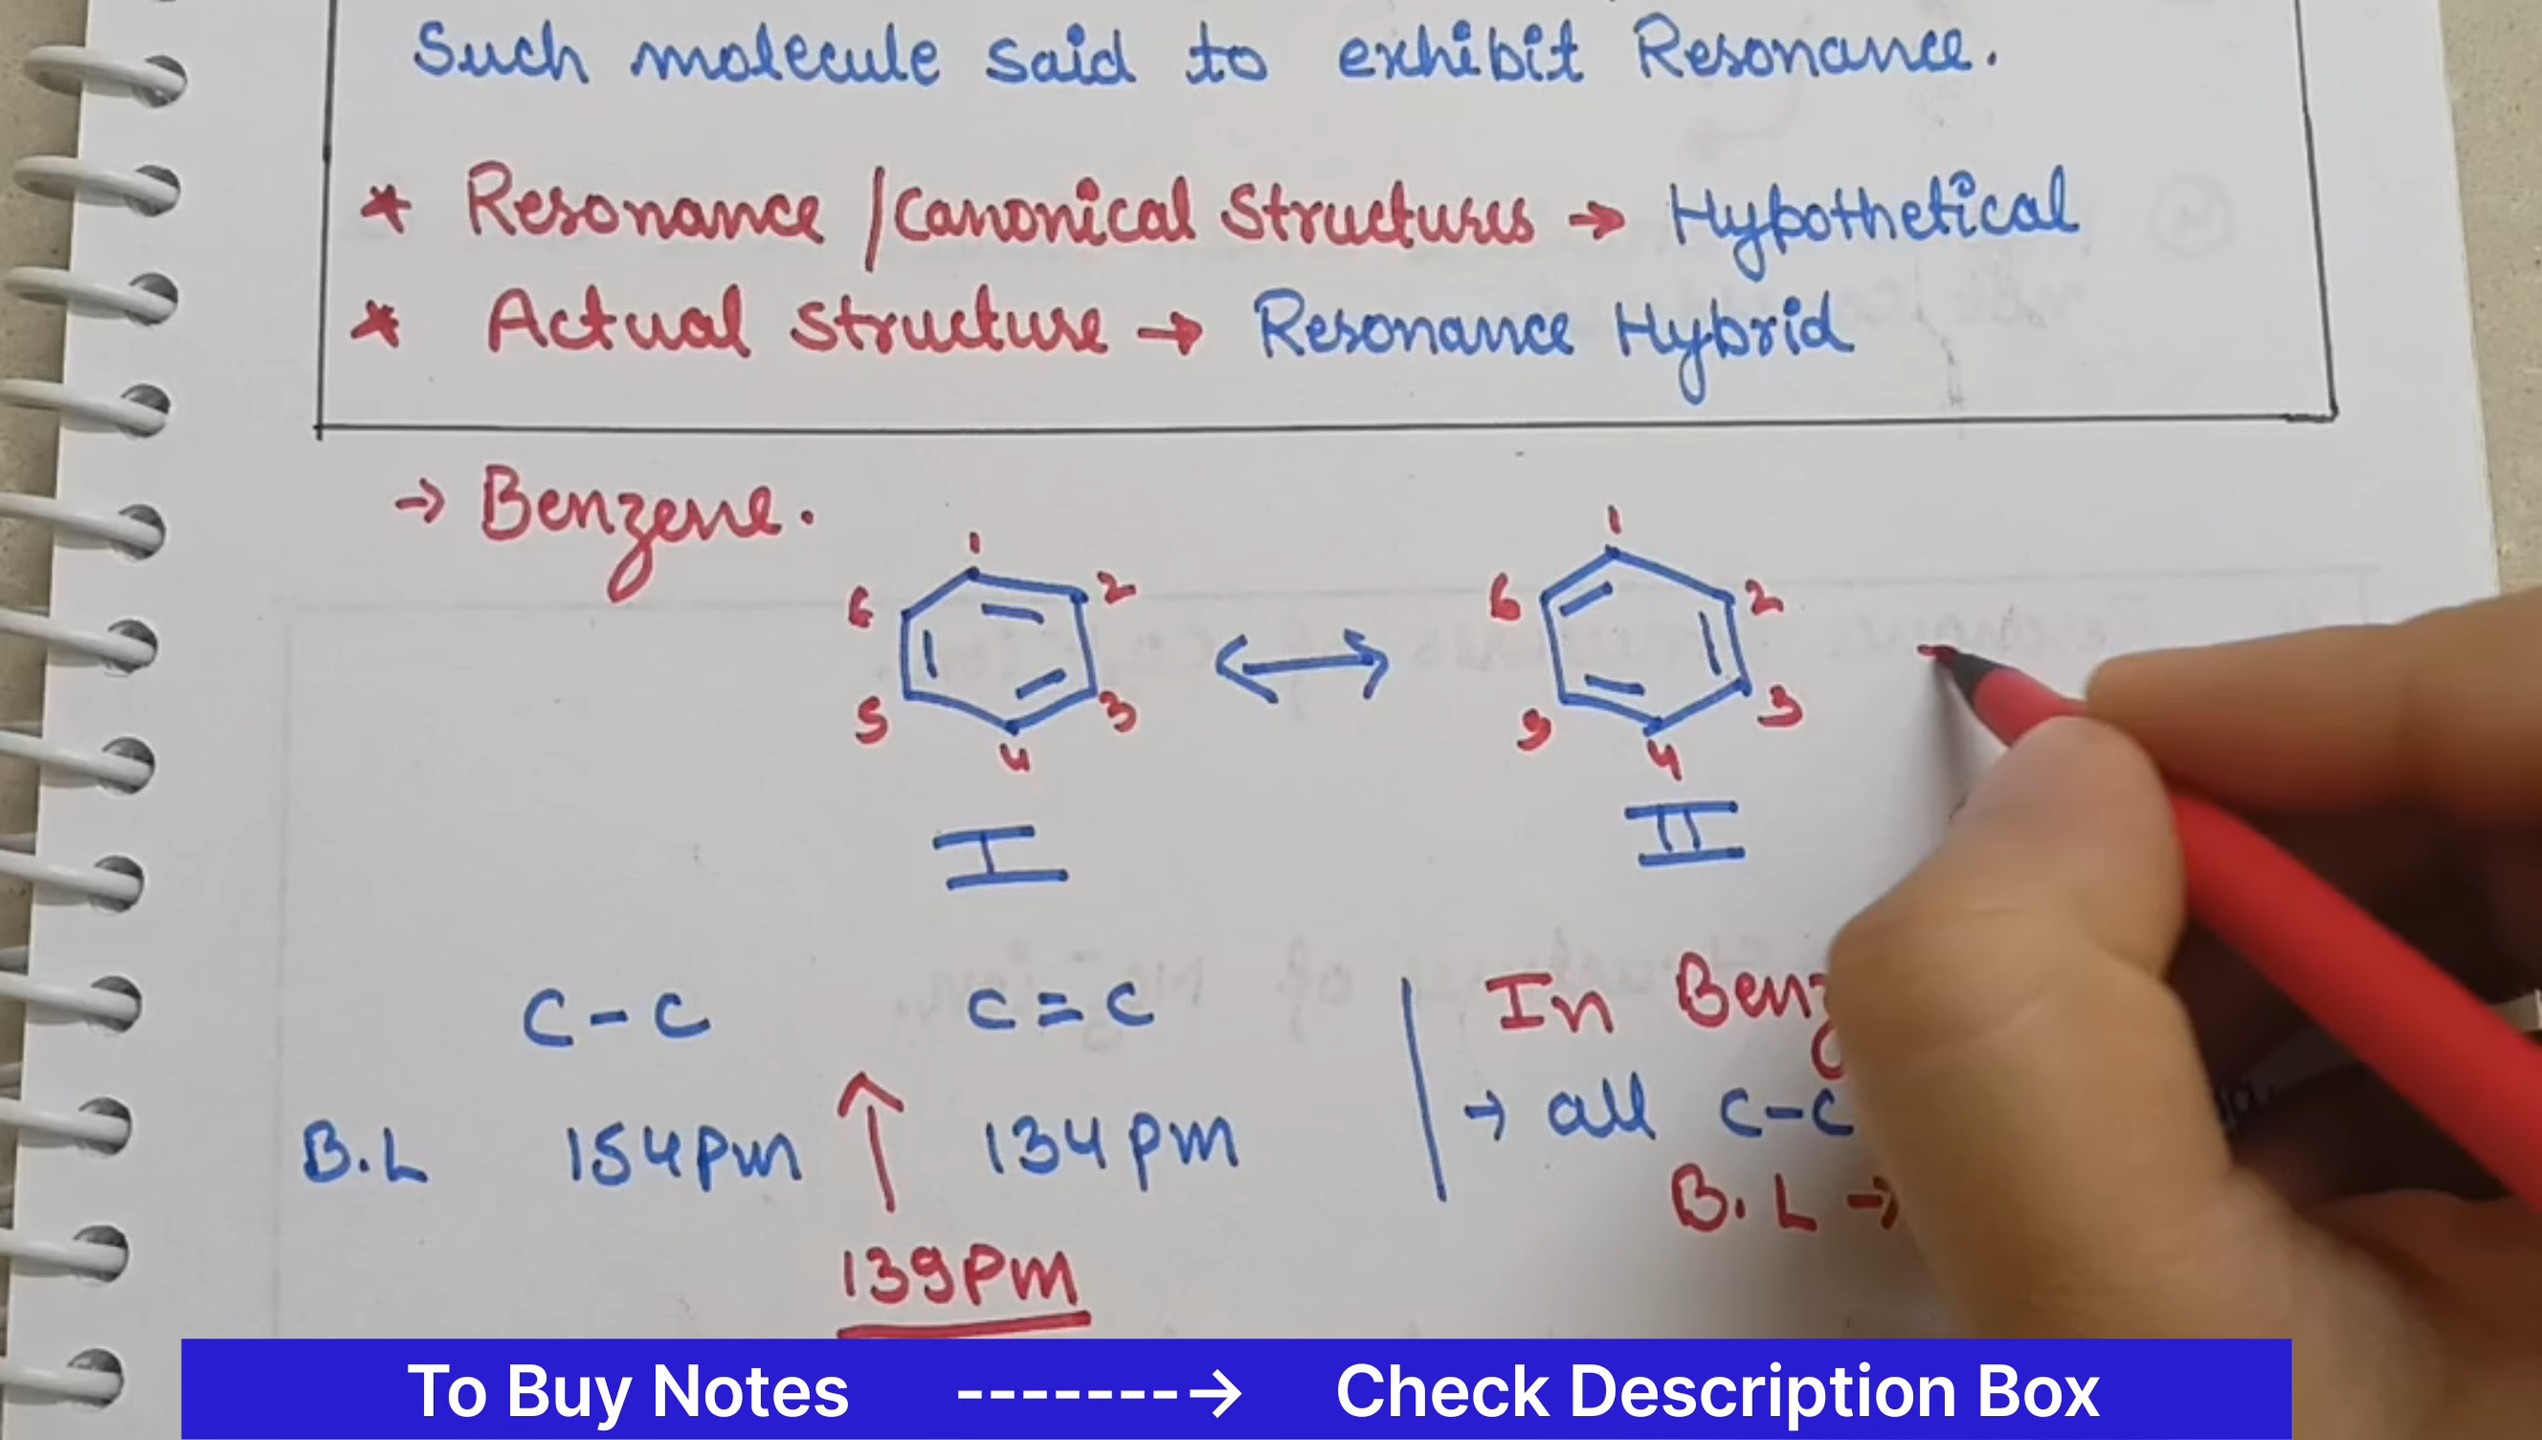 Such molecule said to exhibit Resonance.
* Resonance / Canonical Structures → Hypothetical
* Actual structure → Resonance Hybrid
→ Benzene.
1 1
6 2 6 2
5 3 5 3
4 4
I II
C - C C = C In
→ all C-C
B.L 154pm 134pm
B.L →
139pm
To Buy Notes -------→ Check Description Box